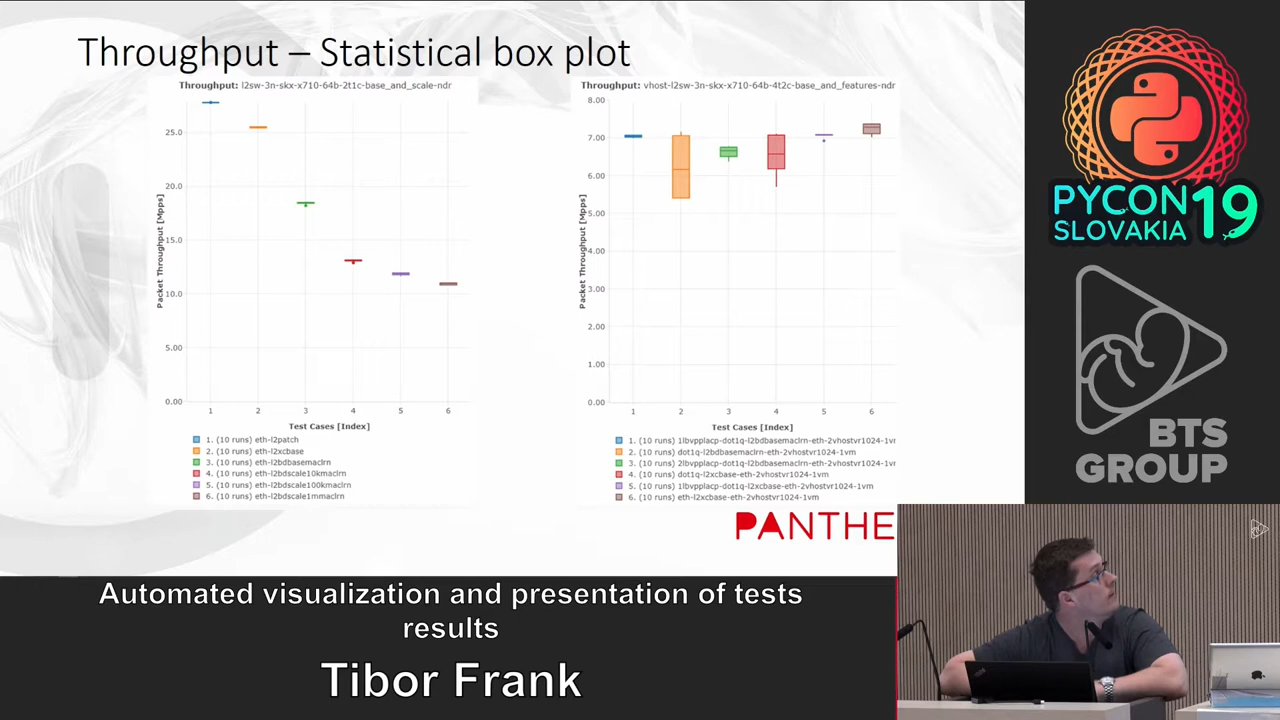 Throughput – Statistical box plot
Throughput: l2sw-3n-skx-x710-64b-2t1c-base_and_scale-ndr
Packet Throughput [Mpps]
25.0
20.0
15.0
10.0
5.00
0.00
1 2 3 4 5 6
Test Cases [Index]
1. (10 runs) eth-l2patch
2. (10 runs) eth-l2xcbase
3. (10 runs) eth-l2bdbasemaclrn
4. (10 runs) eth-l2bdscale10kmaclrn
5. (10 runs) eth-l2bdscale100kmaclrn
6. (10 runs) eth-l2bdscale1mmaclrn
Throughput: vhost-l2sw-3n-skx-x710-64b-4t2c-base_and_features-ndr
Packet Throughput [Mpps]
8.00
7.00
6.00
5.00
4.00
3.00
2.00
1.00
0.00
1 2 3 4 5 6
Test Cases [Index]
1. (10 runs) 1lbvpplacp-dot1q-l2bdbasemaclrn-eth-2vhostvr1024-1vm
2. (10 runs) dot1q-l2bdbasemaclrn-eth-2vhostvr1024-1vm
3. (10 runs) 2lbvpplacp-dot1q-l2bdbasemaclrn-eth-2vhostvr1024-1vm
4. (10 runs) dot1q-l2xcbase-eth-2vhostvr1024-1vm
5. (10 runs) 1lbvpplacp-dot1q-l2xcbase-eth-2vhostvr1024-1vm
6. (10 runs) eth-l2xcbase-eth-2vhostvr1024-1vm
PANTHE
PYCON
SLOVAKIA 19
BTS
GROUP
Automated visualization and presentation of tests
results
Tibor Frank